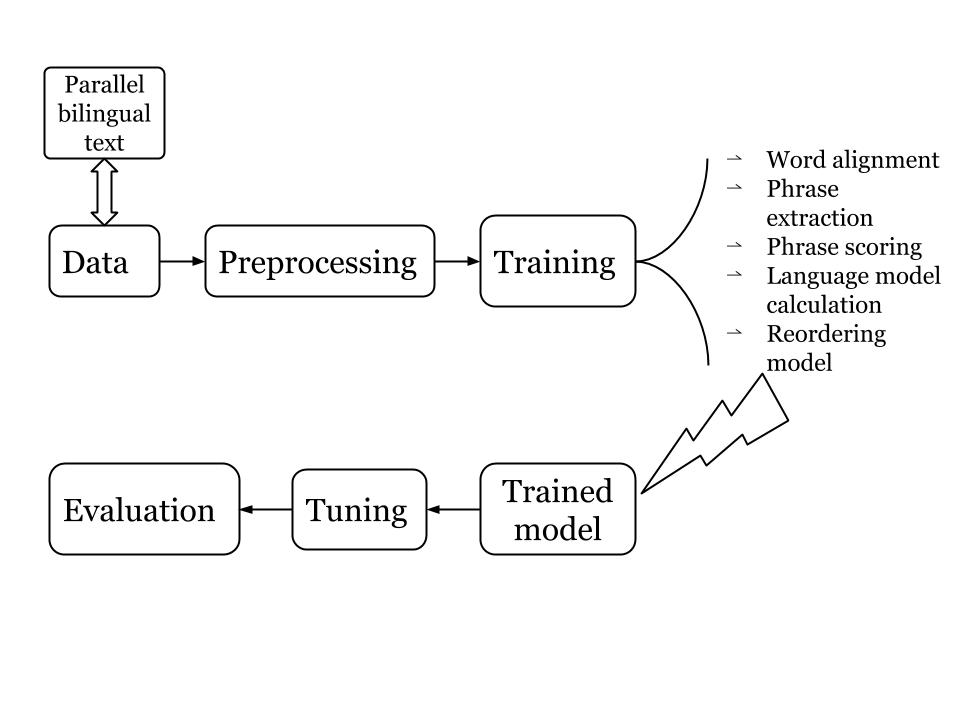 Parallel
bilingual
text
Data
Preprocessing
Training
Word alignment
Phrase
extraction
Phrase scoring
Language model
calculation
Reordering
model
Evaluation
Tuning
Trained
model